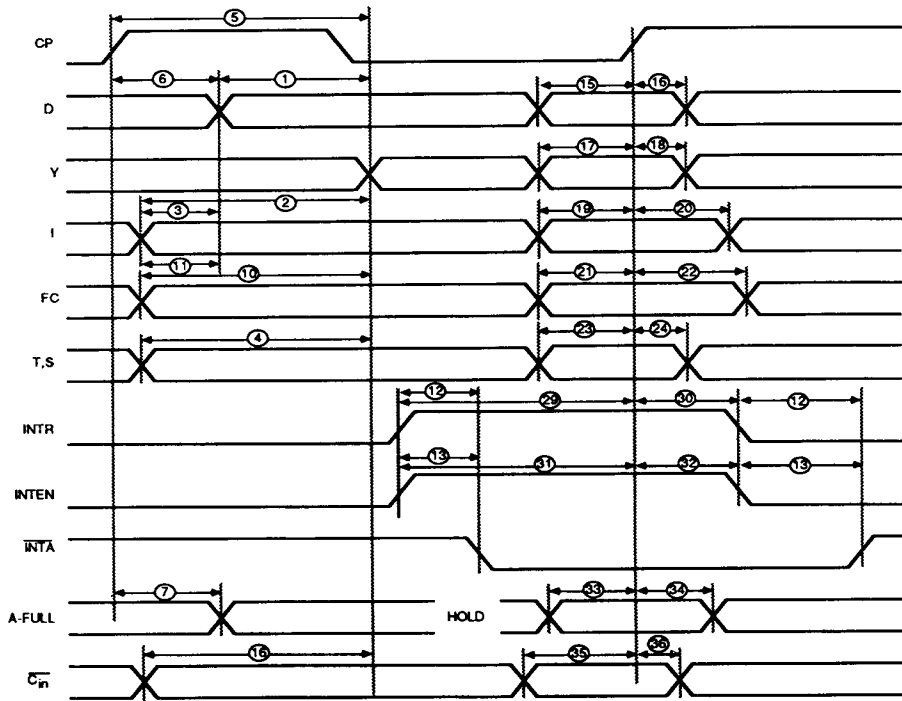 ⑤
CP
⑥ ①
D ⑮ ⑯
Y ⑰ ⑱
②
③
I ⑲ ⑳
⑪
⑩
FC ㉑ ㉒
④ ㉓ ㉔
T,S
⑫ ㉙ ㉚ ⑫
INTR
⑬ ㉛ ㉜ ⑬
INTEN
INTA
⑦ ㉝ ㉞
A-FULL HOLD
⑯ ㉟ ㊱
Cin